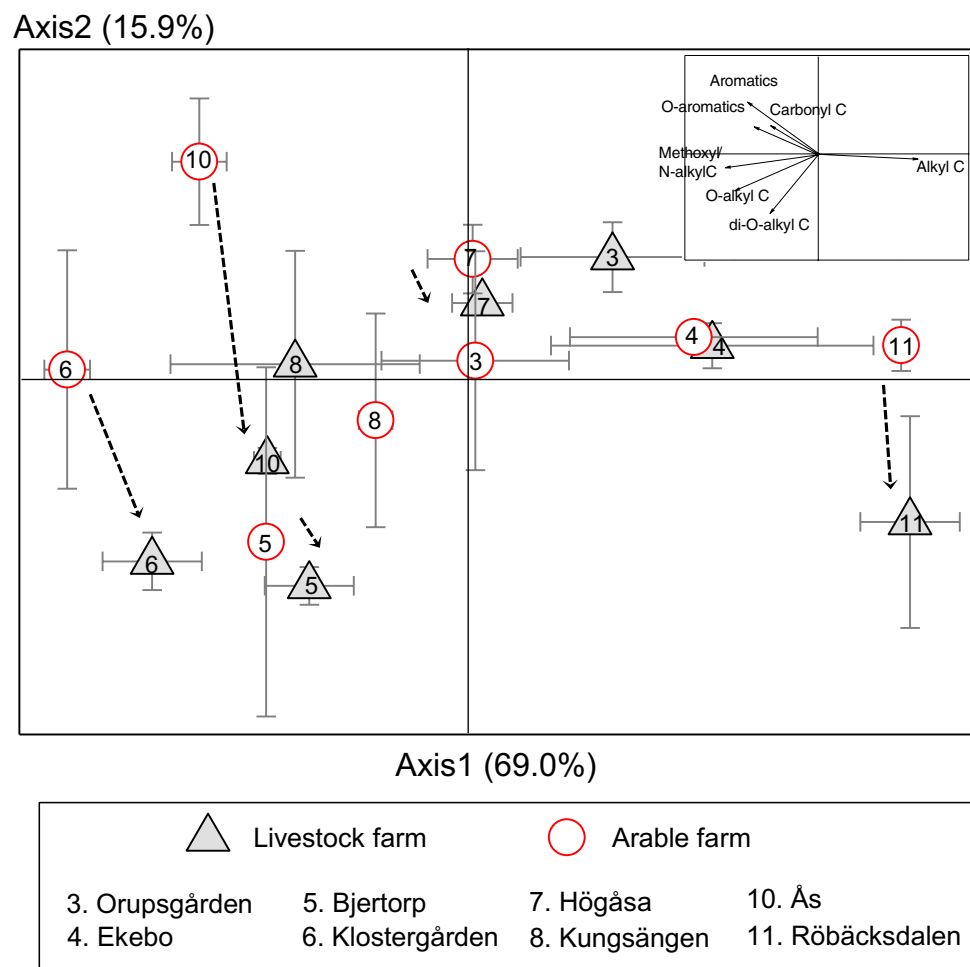 Axis2 (15.9%)
Aromatics
O-aromatics
Carbonyl C
Methoxyl/
N-alkylC
Alkyl C
O-alkyl C
di-O-alkyl C
10
7
3
7
4
4
11
3
6
8
8
10
5
11
6
5
Axis1 (69.0%)
Livestock farm
Arable farm
3. Orupsgården
5. Bjertorp
7. Högåsa
10. Ås
4. Ekebo
6. Klostergården
8. Kungsängen
11. Röbäcksdalen